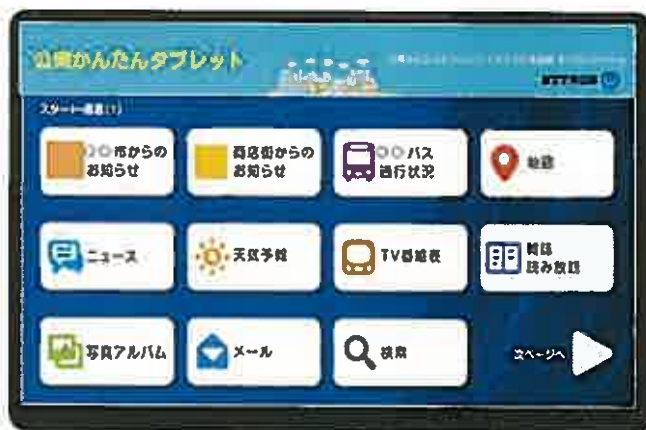 公衆かんたんタブレット
スタート画面(1)
○○市からの
お知らせ
商店街からの
お知らせ
○○バス
運行状況
地図
ニュース
天気予報
TV番組表
雑誌
読み放題
写真アルバム
メール
検索
次ページへ